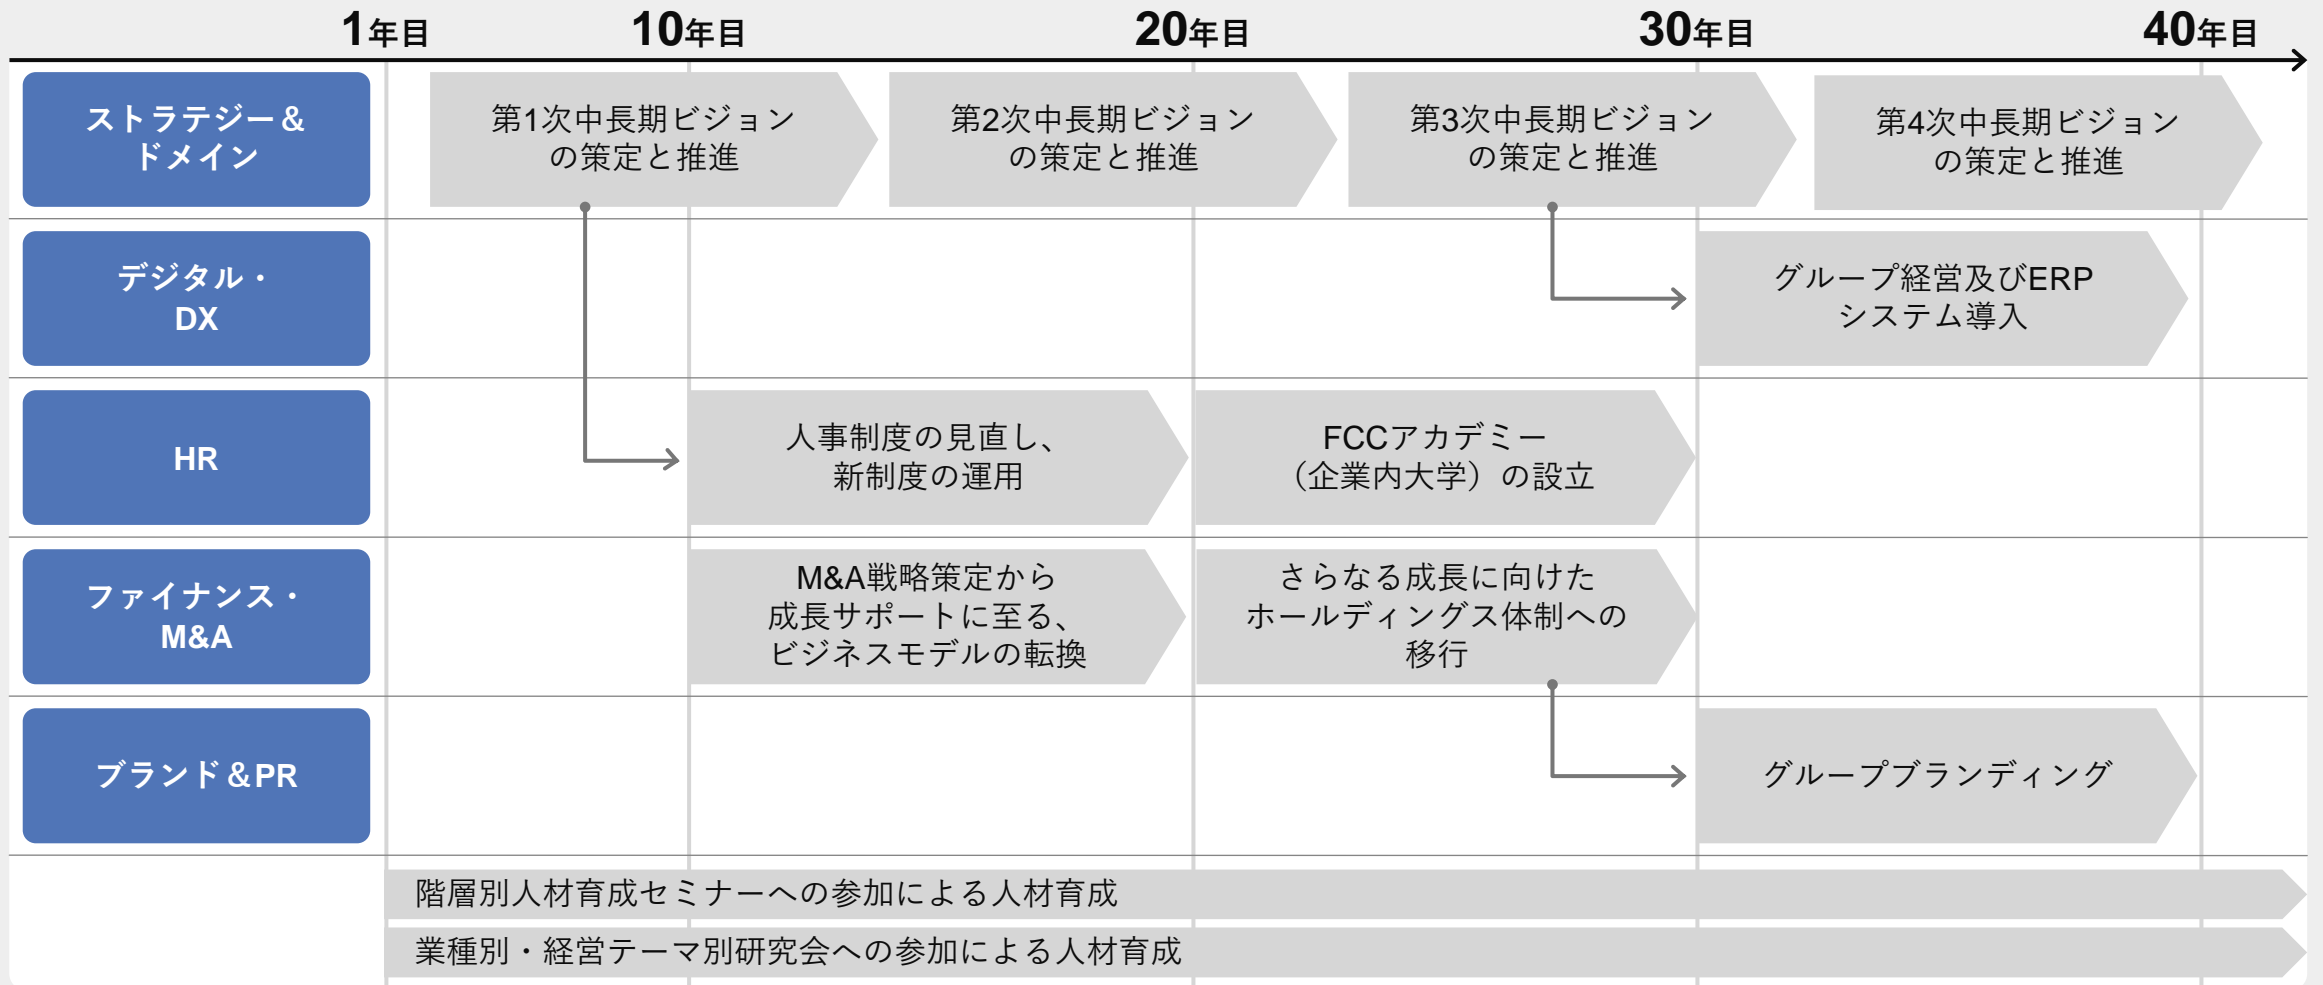 1年目
10年目
20年目
30年目
40年目
ストラテジー＆
ドメイン
第1次中長期ビジョン
の策定と推進
第2次中長期ビジョン
の策定と推進
第3次中長期ビジョン
の策定と推進
第4次中長期ビジョン
の策定と推進
デジタル・
DX
グループ経営及びERP
システム導入
HR
人事制度の見直し、
新制度の運用
FCCアカデミー
（企業内大学）の設立
ファイナンス・
M&A
M&A戦略策定から
成長サポートに至る、
ビジネスモデルの転換
さらなる成長に向けた
ホールディングス体制への
移行
ブランド＆PR
グループブランディング
階層別人材育成セミナーへの参加による人材育成
業種別・経営テーマ別研究会への参加による人材育成